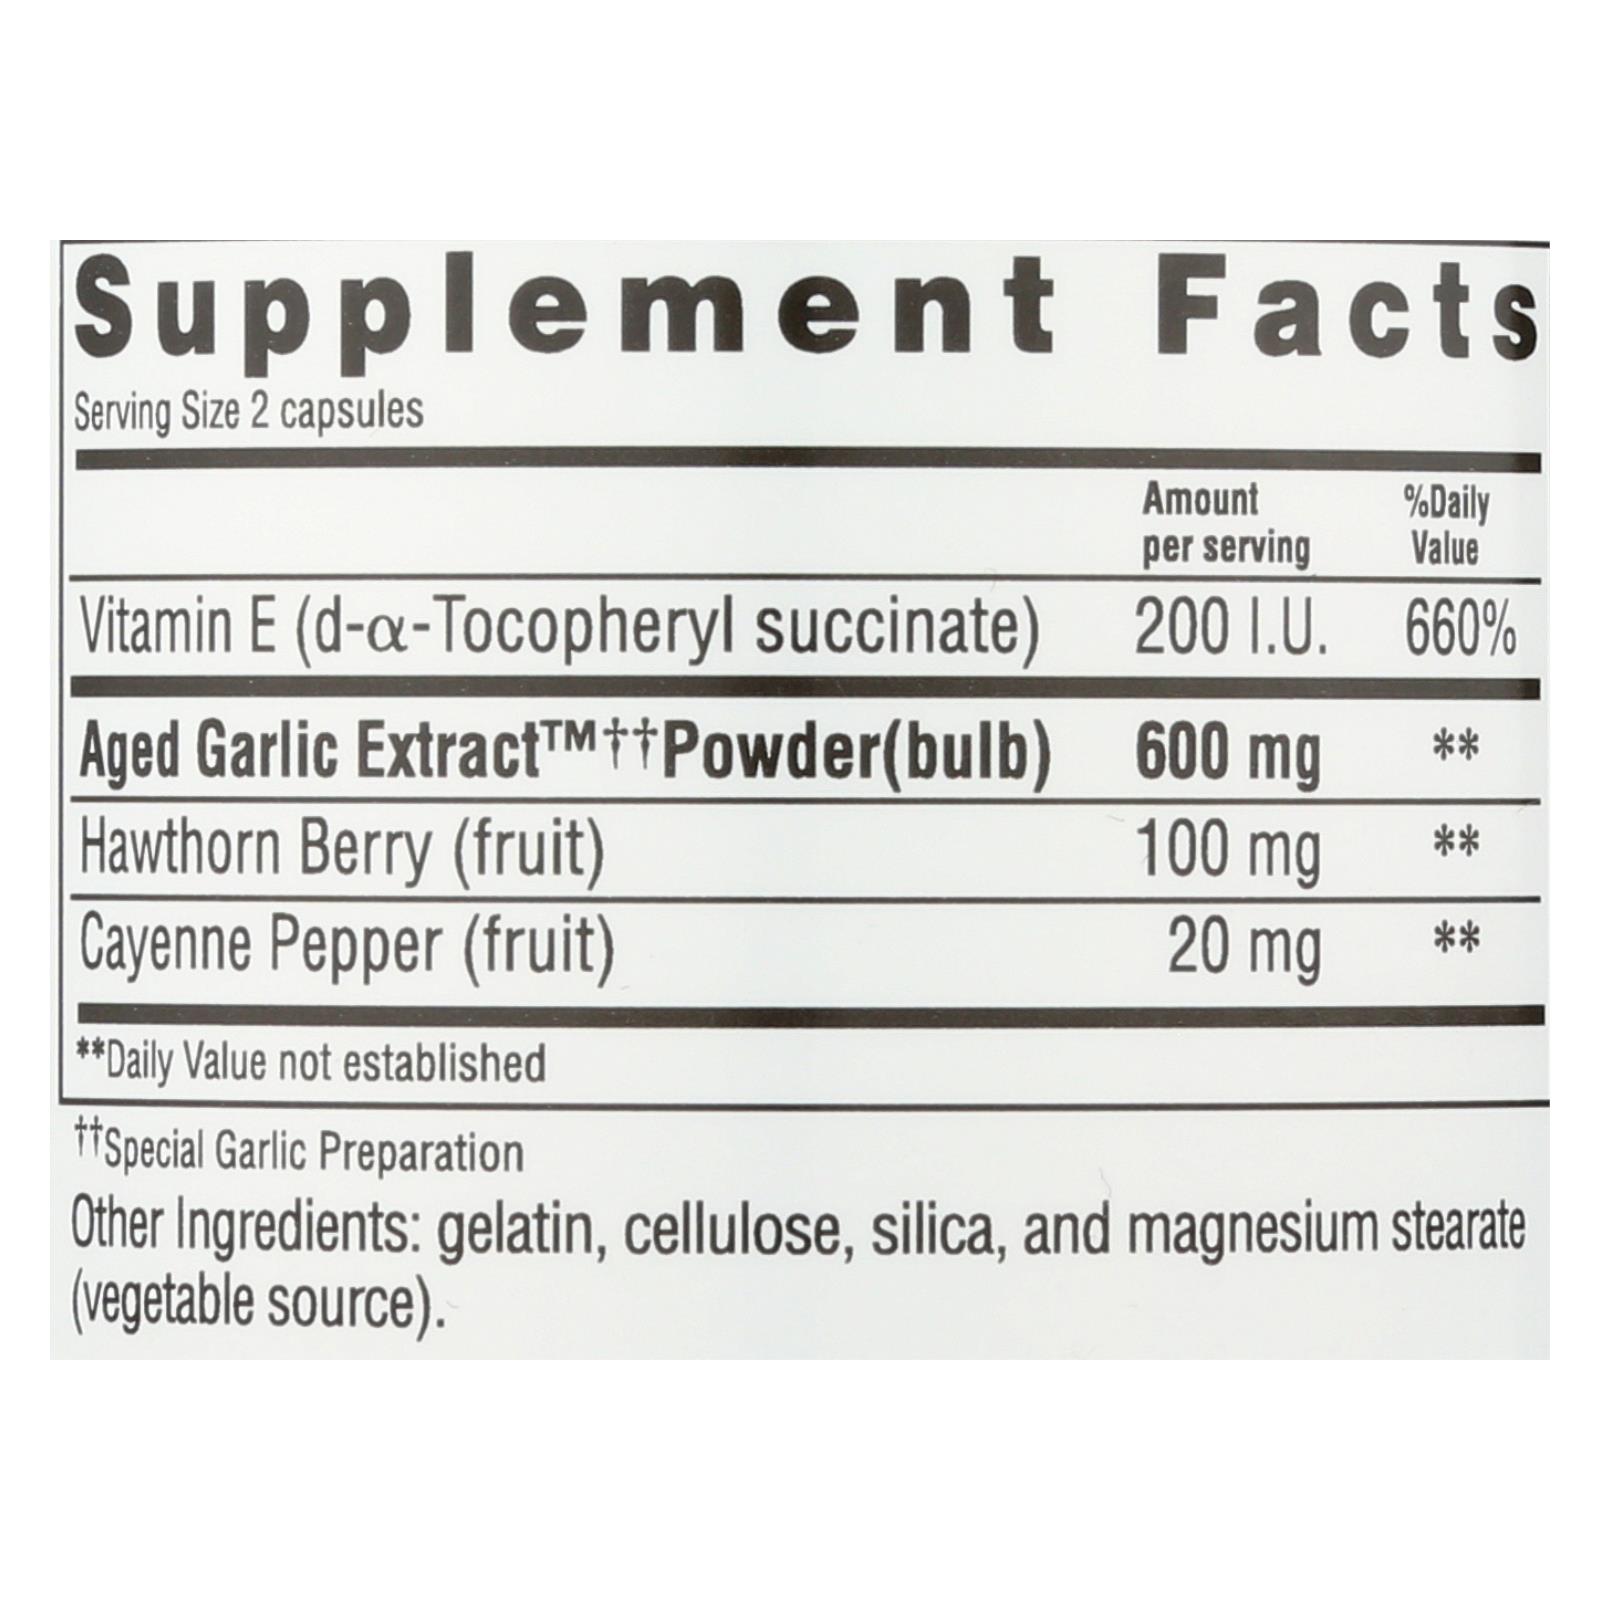 Supplement Facts
Serving Size 2 capsules
Amount per serving %Daily Value
Vitamin E (d-α-Tocopheryl succinate) 200 I.U. 660%
Aged Garlic Extract™††Powder(bulb) 600 mg **
Hawthorn Berry (fruit) 100 mg **
Cayenne Pepper (fruit) 20 mg **
**Daily Value not established
††Special Garlic Preparation
Other Ingredients: gelatin, cellulose, silica, and magnesium stearate
(vegetable source).